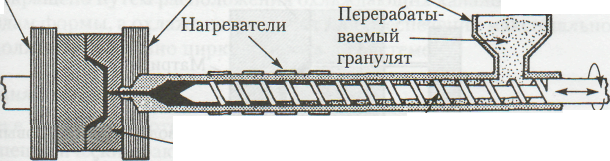 Нагреватели
Перерабаты-
ваемый
гранулят